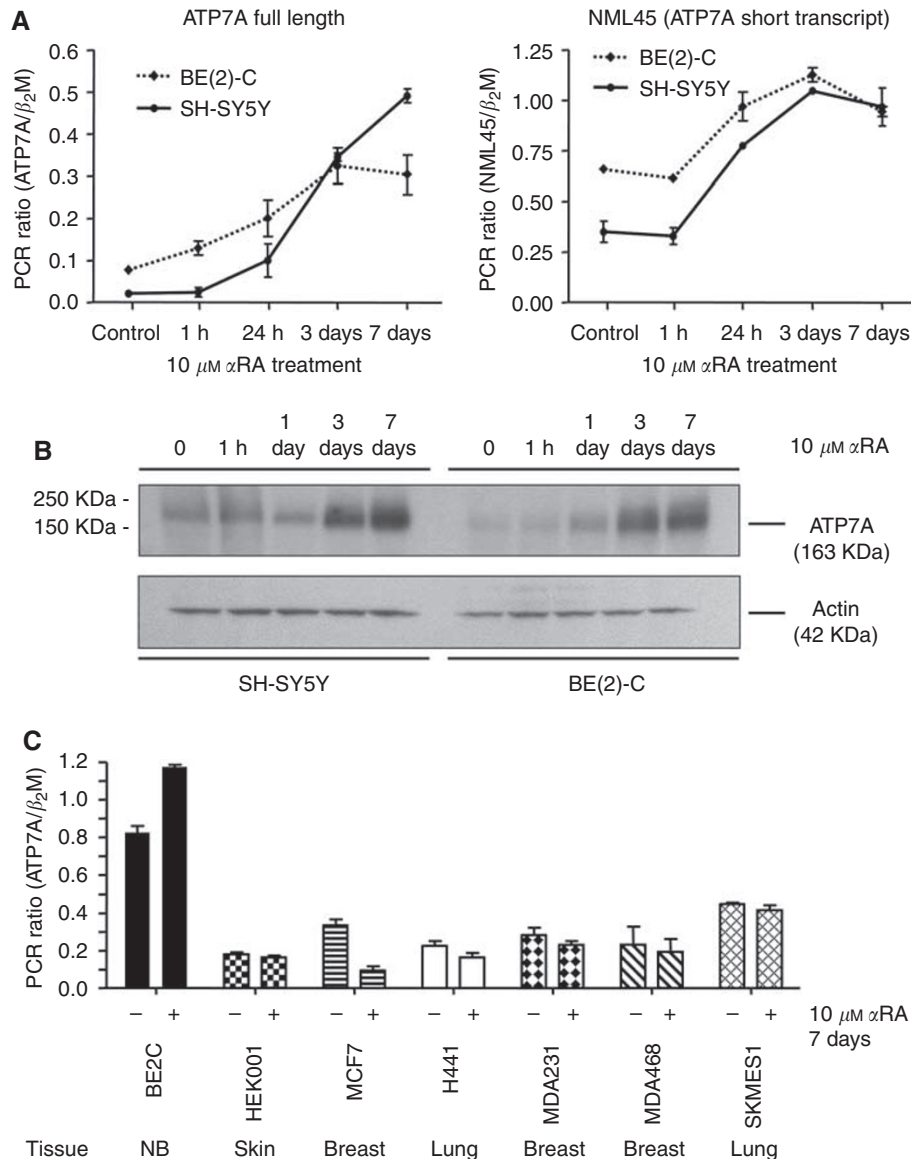 A
ATP7A full length
PCR ratio (ATP7A/β₂M)
0.6
0.5
0.4
0.3
0.2
0.1
0.0
BE(2)-C
SH-SY5Y
Control 1 h 24 h 3 days 7 days
10 μM αRA treatment
NML45 (ATP7A short transcript)
PCR ratio (NML45/β₂M)
1.25
1.00
0.75
0.50
0.25
0.00
BE(2)-C
SH-SY5Y
Control 1 h 24 h 3 days 7 days
10 μM αRA treatment
B
0 1 h 1 day 3 days 7 days 0 1 h 1 day 3 days 7 days 10 μM αRA
250 KDa -
150 KDa -
ATP7A
(163 KDa)
Actin
(42 KDa)
SH-SY5Y BE(2)-C
C
PCR ratio (ATP7A/β₂M)
1.2
1.0
0.8
0.6
0.4
0.2
0.0
– + – + – + – + – + – + – + 10 μM αRA
7 days
BE2C HEK001 MCF7 H441 MDA231 MDA468 SKMES1
Tissue NB Skin Breast Lung Breast Breast Lung